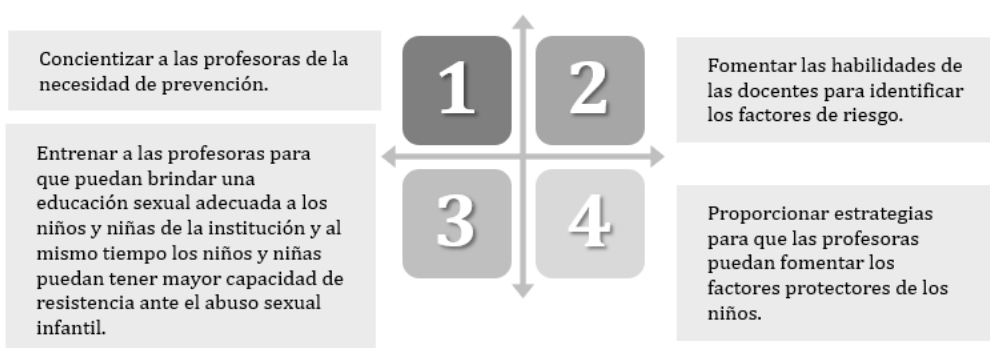 Concientizar a las profesoras de la
necesidad de prevención.
1
2
Fomentar las habilidades de
las docentes para identificar
los factores de riesgo.
Entrenar a las profesoras para
que puedan brindar una
educación sexual adecuada a los
niños y niñas de la institución y al
mismo tiempo los niños y niñas
puedan tener mayor capacidad de
resistencia ante el abuso sexual
infantil.
3
4
Proporcionar estrategias
para que las profesoras
puedan fomentar los
factores protectores de los
niños.